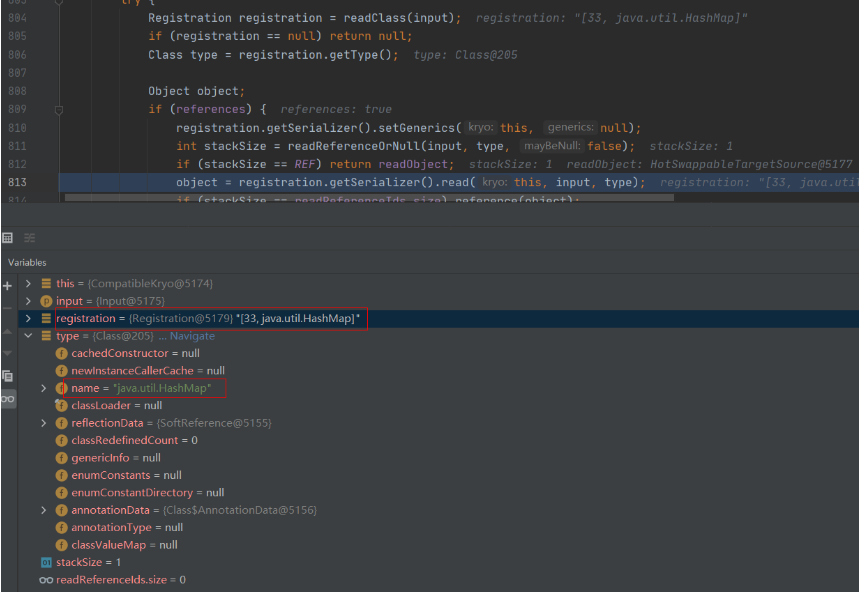 803 try {
804 Registration registration = readClass(input); registration: "[33, java.util.HashMap]"
805 if (registration == null) return null;
806 Class type = registration.getType(); type: Class@205
807
808 Object object;
809 if (references) { references: true
810 registration.getSerializer().setGenerics( kryo: this, generics: null);
811 int stackSize = readReferenceOrNull(input, type, mayBeNull: false); stackSize: 1
812 if (stackSize == REF) return readObject; stackSize: 1 readObject: HotSwappableTargetSource@5177
813 object = registration.getSerializer().read( kryo: this, input, type); registration: "[33, java.util
814 if (stackSize == readReferenceIds.size) reference(object);
Variables
this = {CompatibleKryo@5174}
input = {Input@5175}
registration = {Registration@5179} "[33, java.util.HashMap]"
type = {Class@205} ... Navigate
cachedConstructor = null
newInstanceCallerCache = null
name = "java.util.HashMap"
classLoader = null
reflectionData = {SoftReference@5155}
classRedefinedCount = 0
genericInfo = null
enumConstants = null
enumConstantDirectory = null
annotationData = {Class$AnnotationData@5156}
annotationType = null
classValueMap = null
stackSize = 1
readReferenceIds.size = 0